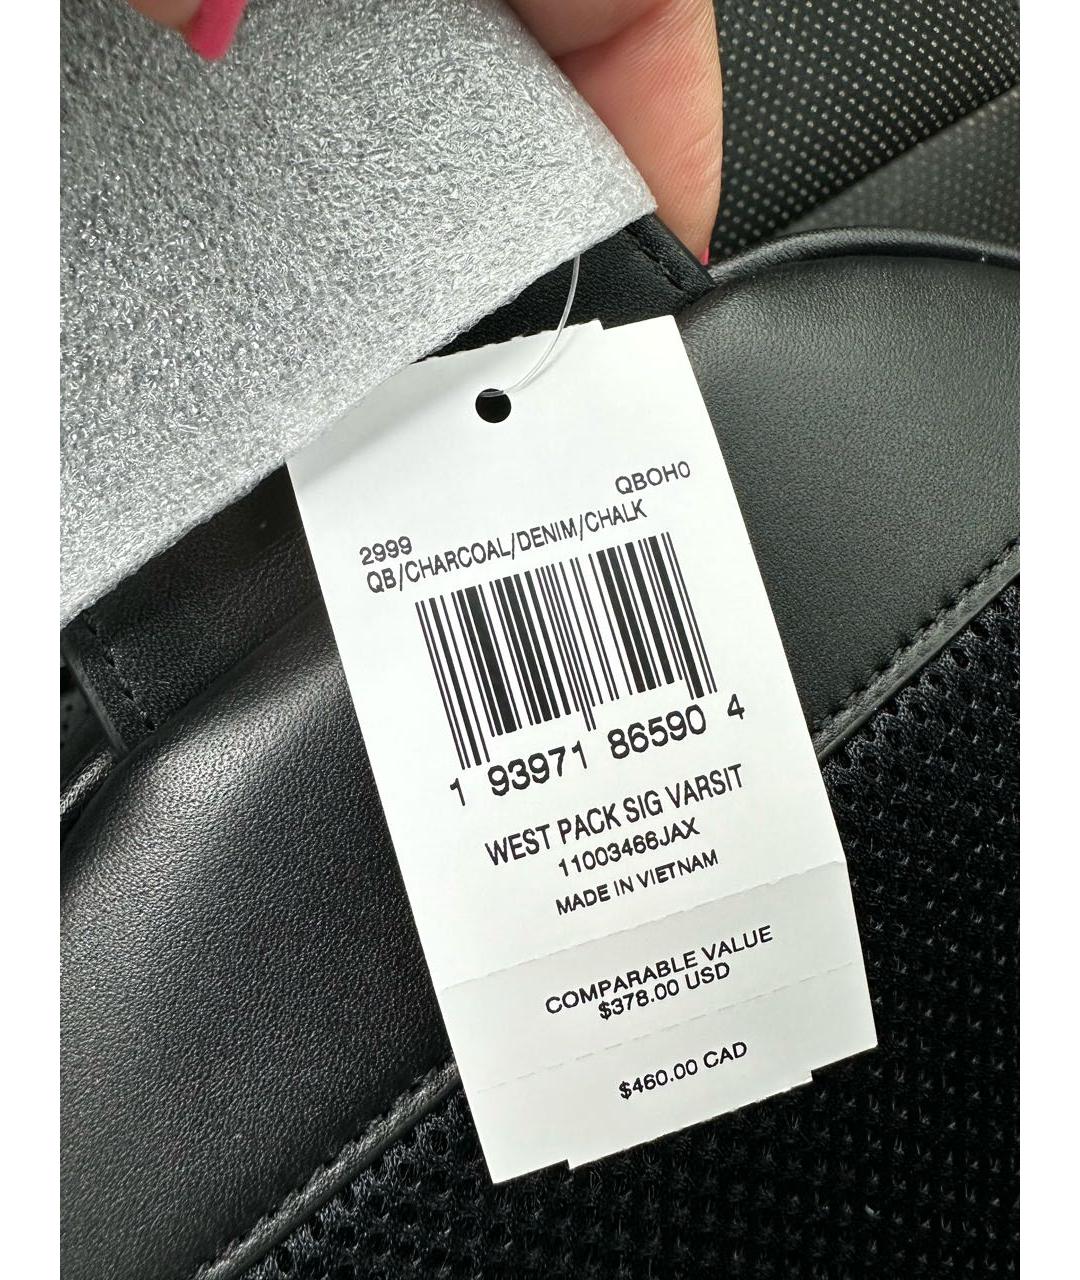 QBOH0
2999
QB/CHARCOAL/DENIM/CHALK
1 93971 86590 4
WEST PACK SIG VARSIT
11003466JAX
MADE IN VIETNAM
COMPARABLE VALUE
$378.00 USD
$460.00 CAD